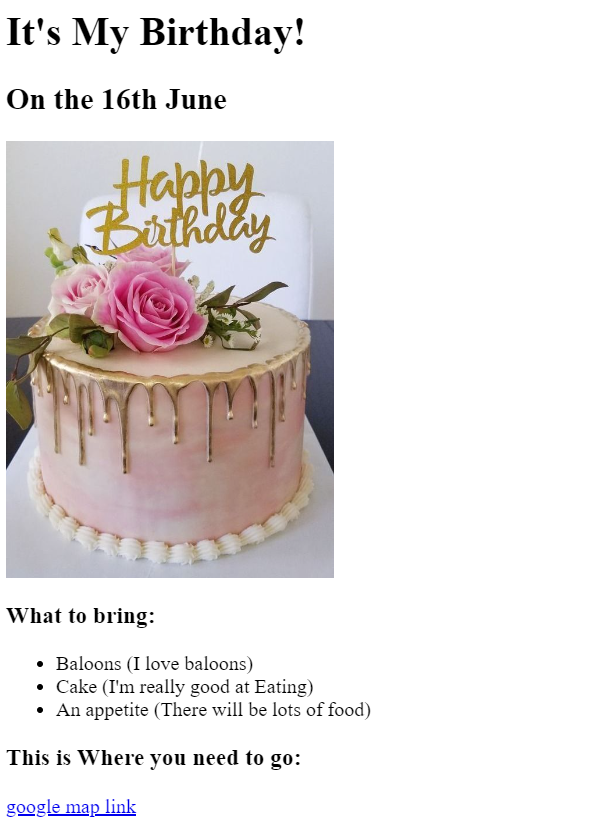 It's My Birthday!
On the 16th June
Happy
Birthday
What to bring:
Baloons (I love baloons)
Cake (I'm really good at Eating)
An appetite (There will be lots of food)
This is Where you need to go:
google map link